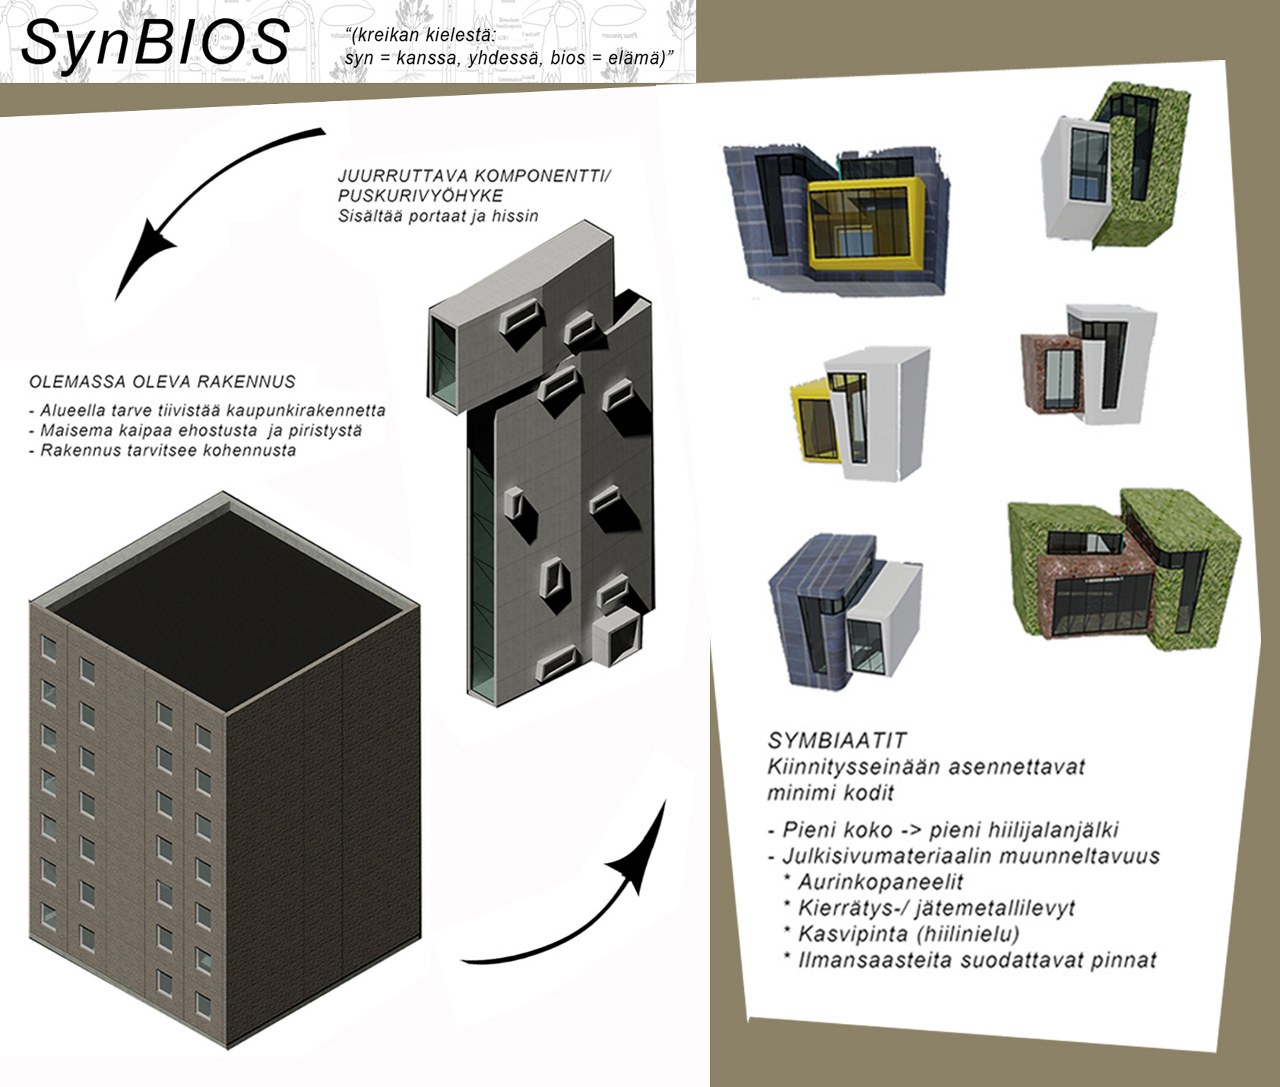 SynBIOS
“(kreikan kielestä:
syn = kanssa, yhdessä, bios = elämä)”
JUURRUTTAVA KOMPONENTTI/
PUSKURIVYÖHYKE
Sisältää portaat ja hissin
OLEMASSA OLEVA RAKENNUS
- Alueella tarve tiivistää kaupunkirakennetta
- Maisema kaipaa ehostusta ja piristystä
- Rakennus tarvitsee kohennusta
SYMBIAATIT
Kiinnitysseinään asennettavat
minimi kodit
- Pieni koko -> pieni hiilijalanjälki
- Julkisivumateriaalin muunneltavuus
* Aurinkopaneelit
* Kierrätys-/ jätemetallilevyt
* Kasvipinta (hiilinielu)
* Ilmansaasteita suodattavat pinnat